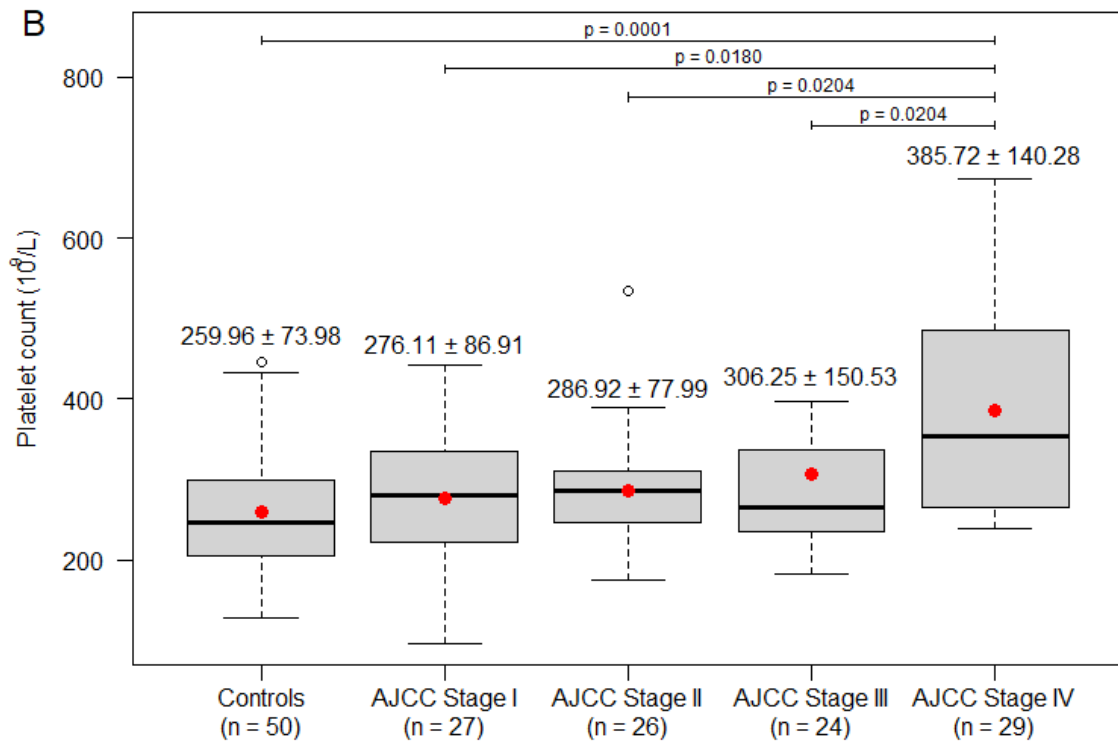 B
p = 0.0001
p = 0.0180
p = 0.0204
p = 0.0204
385.72 ± 140.28
259.96 ± 73.98
276.11 ± 86.91
286.92 ± 77.99
306.25 ± 150.53
Platelet count (10⁹/L)
800
600
400
200
Controls
(n = 50)
AJCC Stage I
(n = 27)
AJCC Stage II
(n = 26)
AJCC Stage III
(n = 24)
AJCC Stage IV
(n = 29)